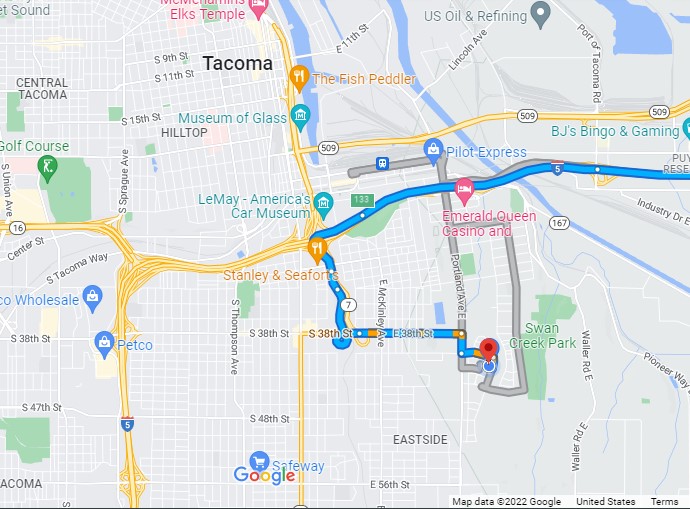 McMenamins
Elks Temple
et Sound
US Oil & Refining
E 11th St
Lincoln Ave
Port of Tacoma Rd
S 9th St
S 11th St
Tacoma
The Fish Peddler
CENTRAL
TACOMA
S 15th St
Museum of Glass
509
509
BJ's Bingo & Gaming
HILLTOP
Golf Course
509
Pilot Express
5
S Union Ave
S Sprague Ave
LeMay - America's
Car Museum
133
Emerald Queen
Casino and
Industry Dr E
167
16
Center St
S Tacoma Way
Stanley & Seafort's
Portland Ave E
co Wholesale
S Thompson Ave
7
E McKinley Ave
S 38th St
S 38th St
E 38th St
Swan
Creek Park
Petco
Waller Rd E
Pioneer Way
S 47th St
S 48th St
5
EASTSIDE
Waller Rd E
Safeway
Google
TACOMA
E 56th St
Map data ©2022 Google
United States
Terms